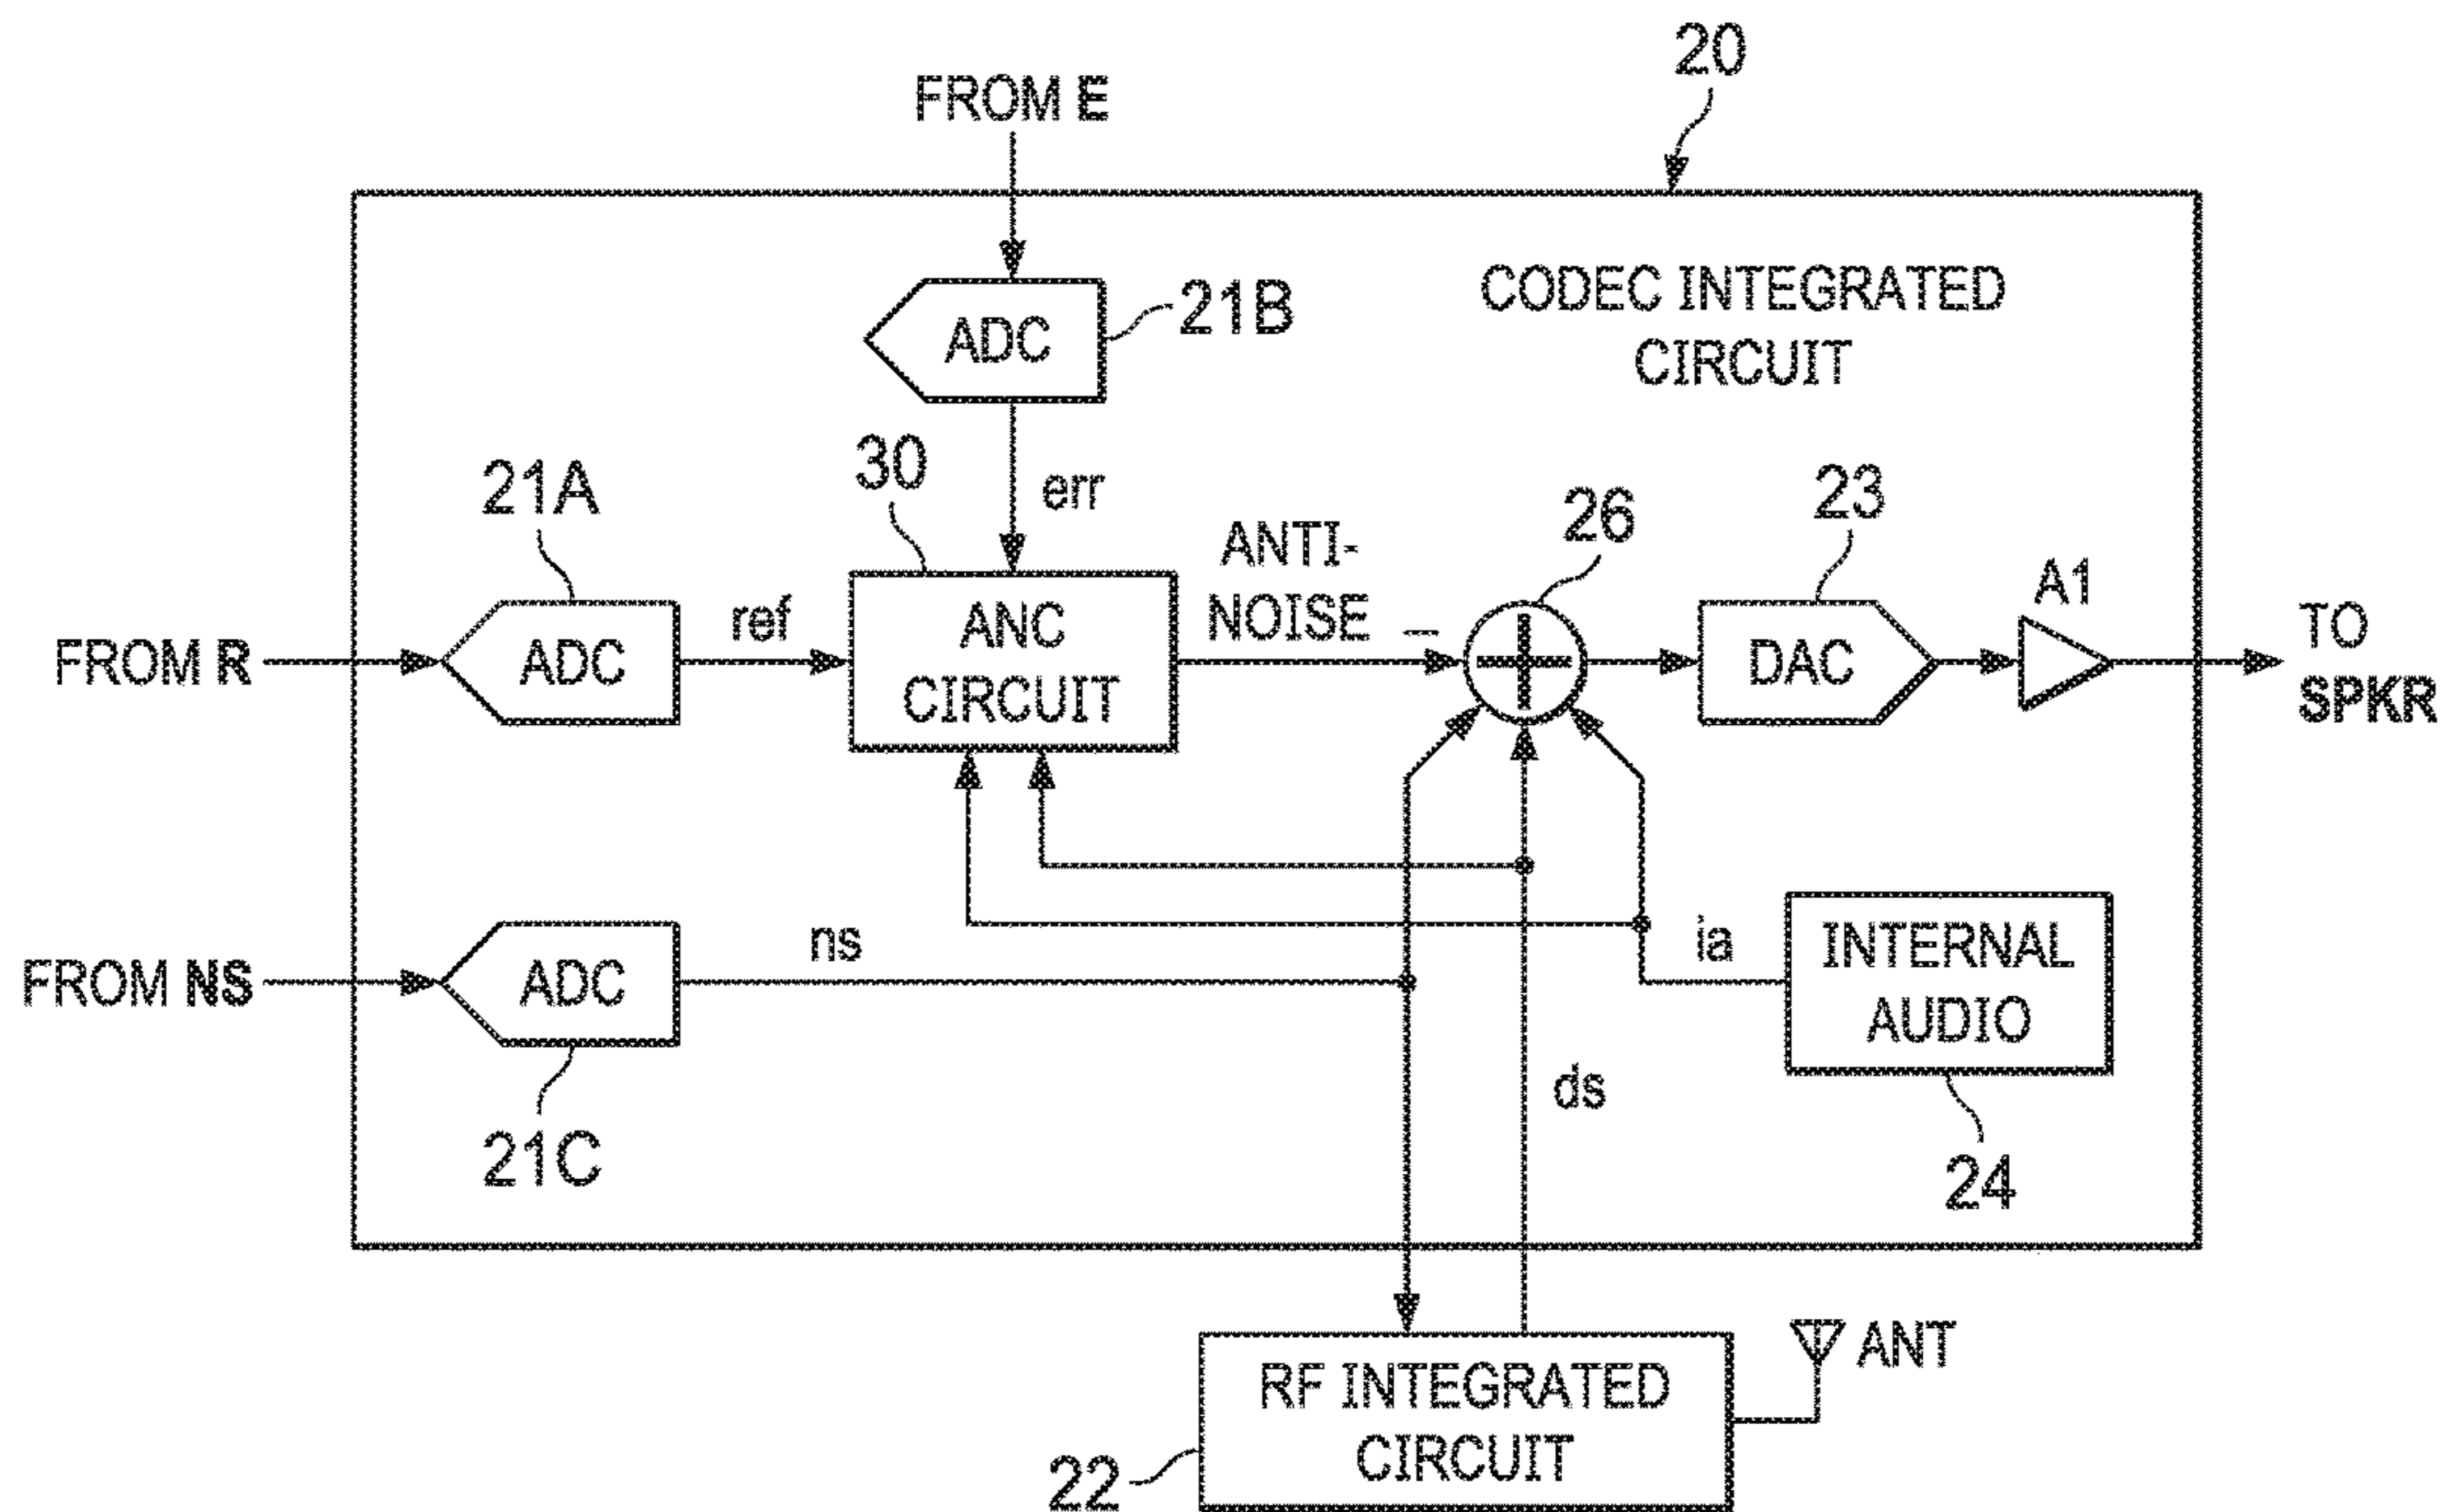 20
FROM E
CODEC INTEGRATED
CIRCUIT
ADC
21B
30
err
21A
ANTI-
NOISE
26
23
A1
FROM R
ADC
ref
ANC
CIRCUIT
–
DAC
TO
SPKR
FROM NS
ADC
ns
ia
INTERNAL
AUDIO
21C
ds
24
RF INTEGRATED
CIRCUIT
ANT
22